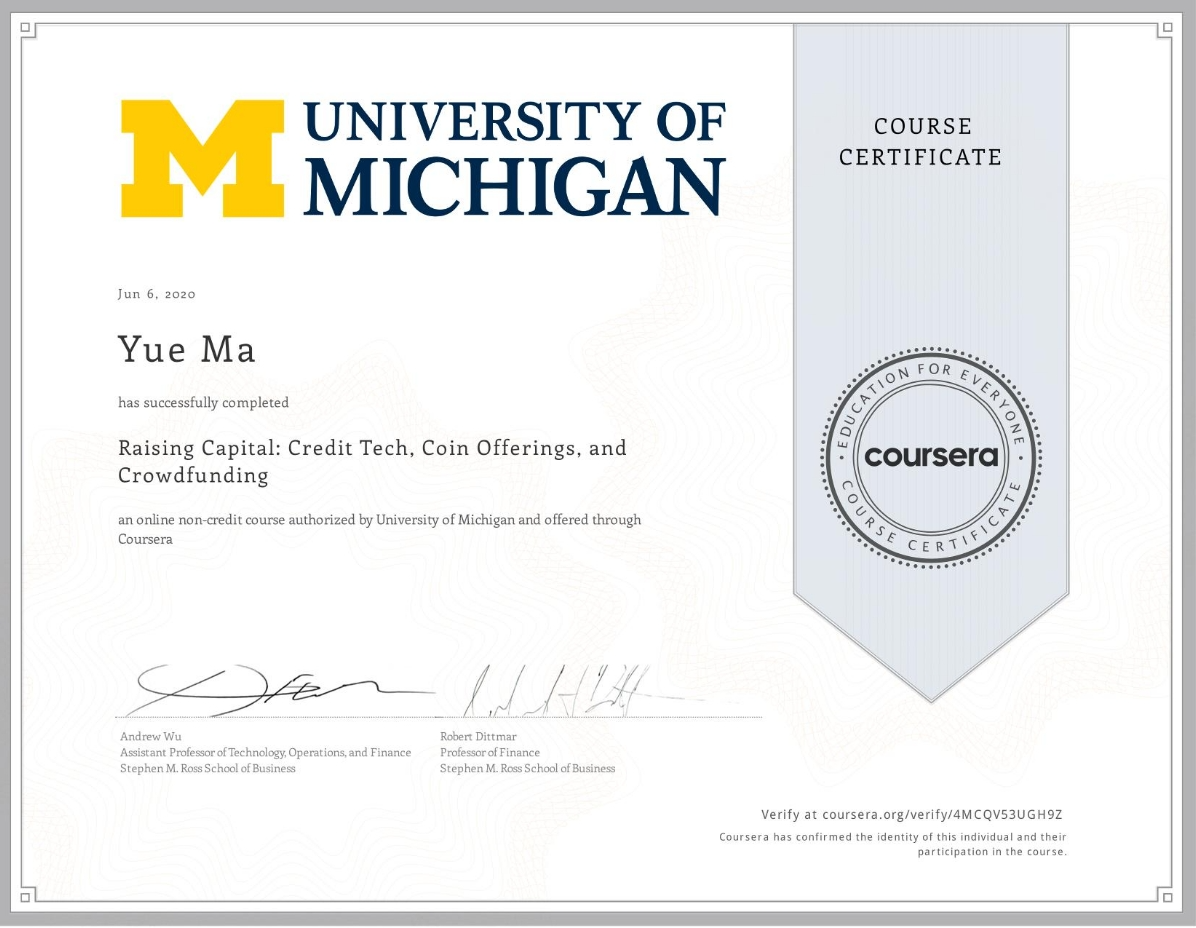 UNIVERSITY OF
MICHIGAN
COURSE
CERTIFICATE
Jun 6, 2020
Yue Ma
has successfully completed
Raising Capital: Credit Tech, Coin Offerings, and
Crowdfunding
an online non-credit course authorized by University of Michigan and offered through
Coursera
EDUCATION FOR EVERYONE
coursera
COURSE CERTIFICATE
Andrew Wu
Assistant Professor of Technology, Operations, and Finance
Stephen M. Ross School of Business
Robert Dittmar
Professor of Finance
Stephen M. Ross School of Business
Verify at coursera.org/verify/4MCQV53UGH9Z
Coursera has confirmed the identity of this individual and their
participation in the course.